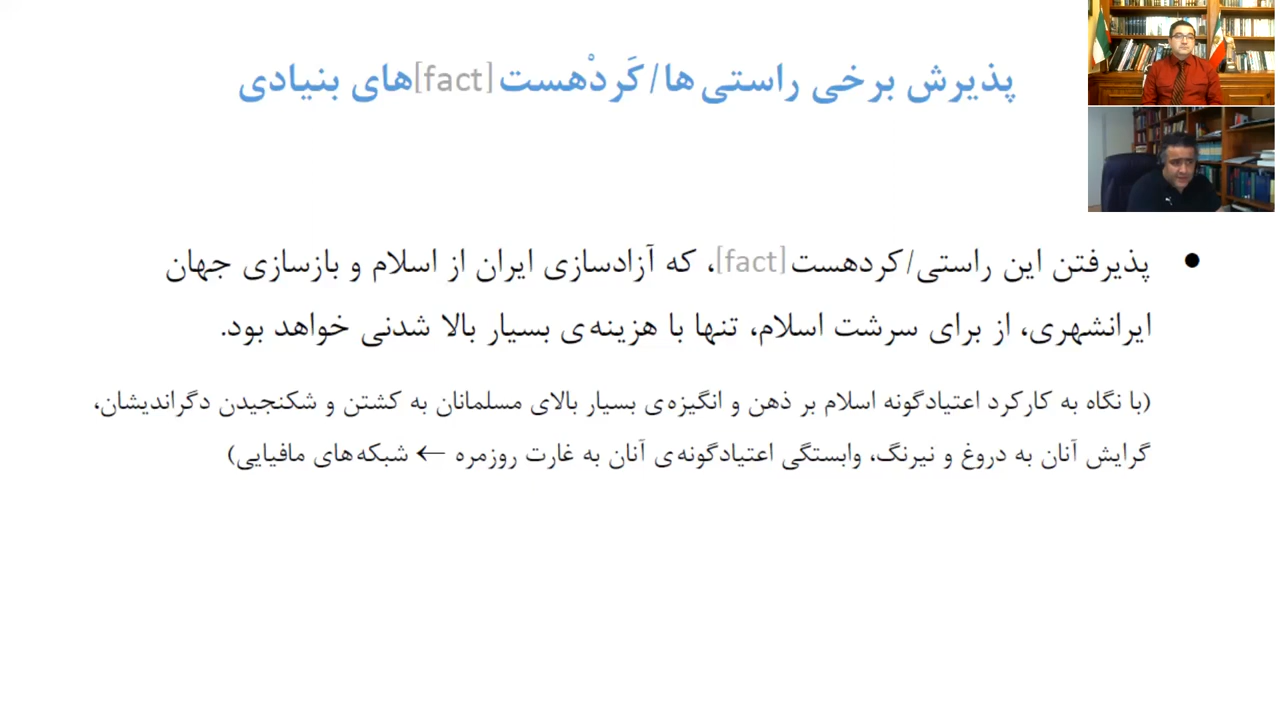 پذیرش برخی راستی ها/کَردْهست[fact]های بنیادی
• پذیرفتن این راستی/کردهست[fact]، که آزادسازی ایران از اسلام و بازسازی جهان
ایرانشهری، از برای سرشت اسلام، تنها با هزینه‌ی بسیار بالا شدنی خواهد بود.
(با نگاه به کارکرد اعتیادگونه اسلام بر ذهن و انگیزه‌ی بسیار بالای مسلمانان به کشتن و شکنجیدن دگراندیشان،
گرایش آنان به دروغ و نیرنگ، وابستگی اعتیادگونه‌ی آنان به غارت روزمره ← شبکه‌های مافیایی)